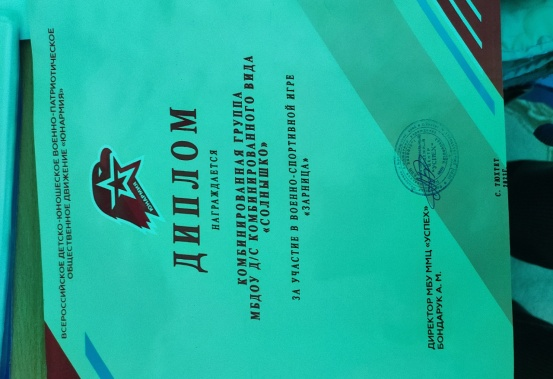 ВСЕРОССИЙСКОЕ ДЕТСКО-ЮНОШЕСКОЕ ВОЕННО-ПАТРИОТИЧЕСКОЕ
ОБЩЕСТВЕННОЕ ДВИЖЕНИЕ «ЮНАРМИЯ»
ЮНАРМИЯ
ДИПЛОМ
НАГРАЖДАЕТСЯ
КОМБИНИРОВАННАЯ ГРУППА
МБДОУ Д/С КОМБИНИРОВАННОГО ВИДА
«СОЛНЫШКО»
ЗА УЧАСТИЕ В ВОЕННО-СПОРТИВНОЙ ИГРЕ
«ЗАРНИЦА»
ДИРЕКТОР МБУ ММЦ «УСПЕХ»
БОНДАРУК А. М.
С. ТЮХТЕТ